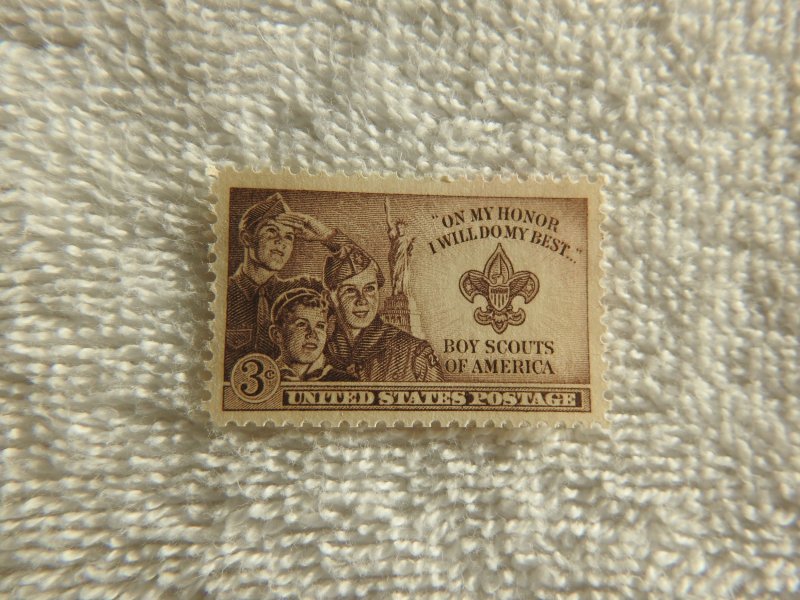 "ON MY HONOR
I WILL DO MY BEST..."
BOY SCOUTS
OF AMERICA
3¢
UNITED STATES POSTAGE